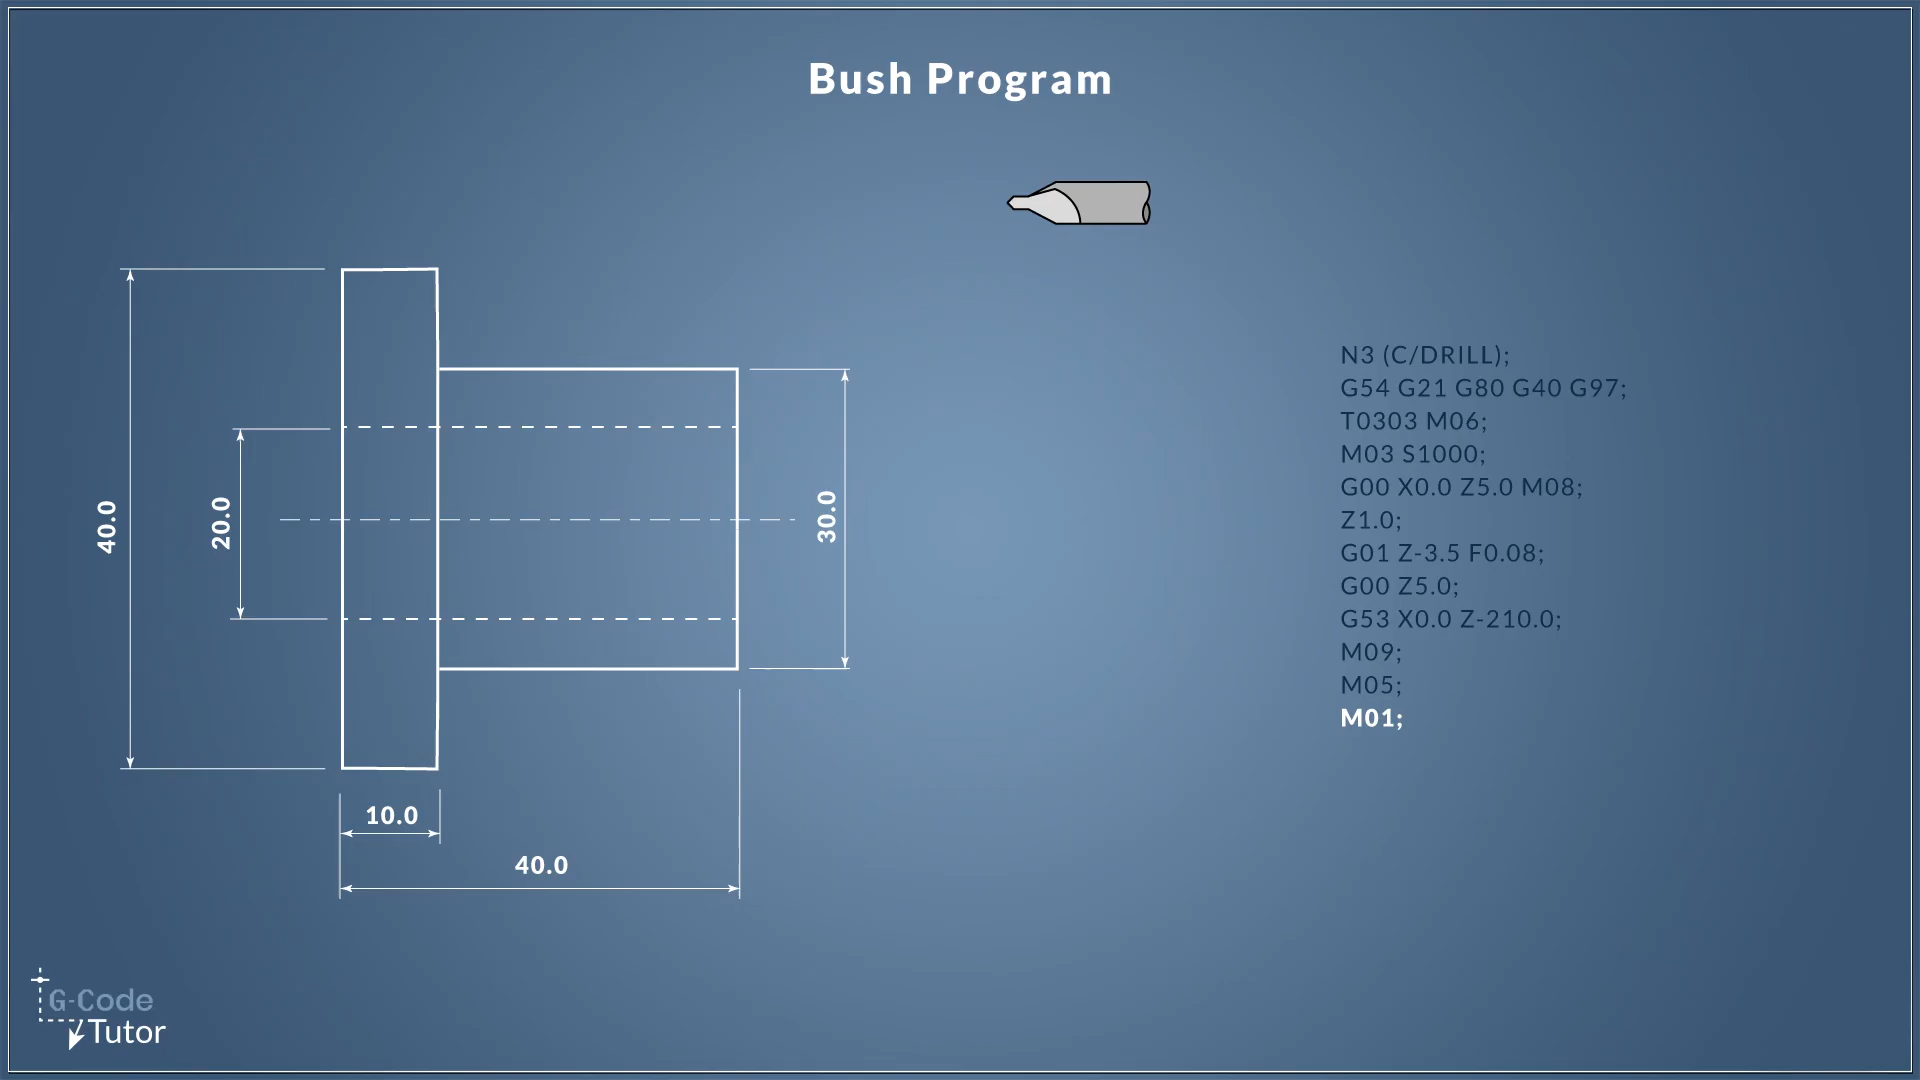 Bush Program
40.0
20.0
30.0
10.0
40.0
N3 (C/DRILL);
G54 G21 G80 G40 G97;
T0303 M06;
M03 S1000;
G00 X0.0 Z5.0 M08;
Z1.0;
G01 Z-3.5 F0.08;
G00 Z5.0;
G53 X0.0 Z-210.0;
M09;
M05;
M01;
G-Code
Tutor